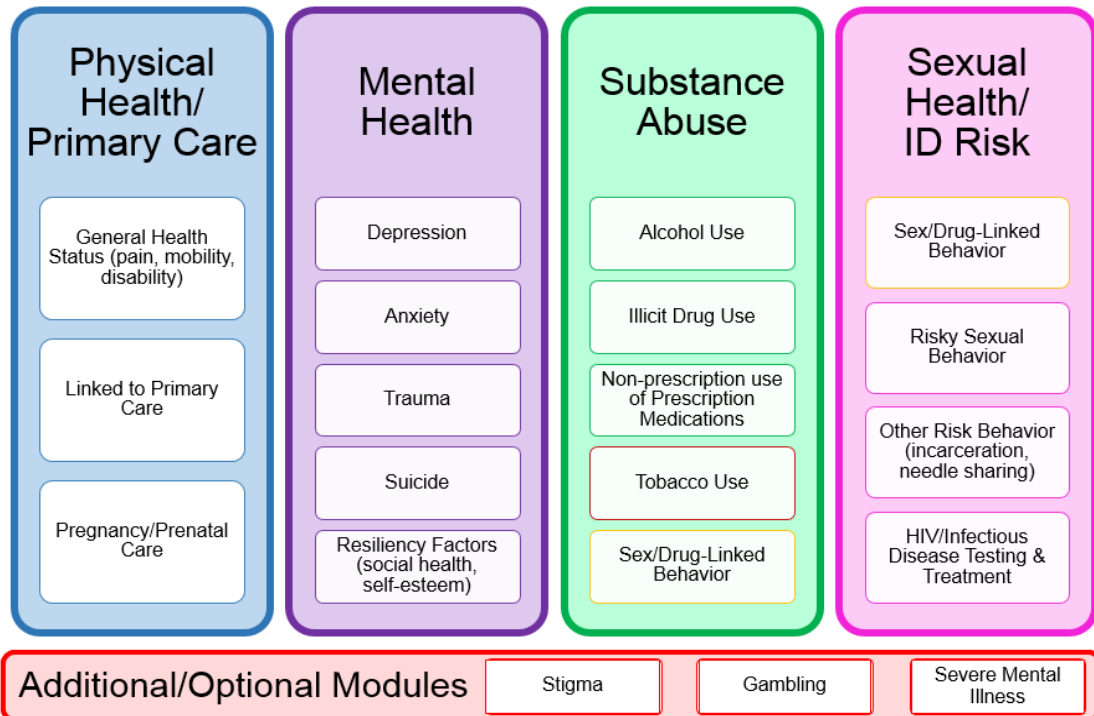 Physical
Health/
Primary Care
General Health
Status (pain, mobility,
disability)
Linked to Primary
Care
Pregnancy/Prenatal
Care
Mental
Health
Depression
Anxiety
Trauma
Suicide
Resiliency Factors
(social health,
self-esteem)
Substance
Abuse
Alcohol Use
Illicit Drug Use
Non-prescription use
of Prescription
Medications
Tobacco Use
Sex/Drug-Linked
Behavior
Sexual
Health/
ID Risk
Sex/Drug-Linked
Behavior
Risky Sexual
Behavior
Other Risk Behavior
(incarceration,
needle sharing)
HIV/Infectious
Disease Testing &
Treatment
Additional/Optional Modules
Stigma
Gambling
Severe Mental
Illness